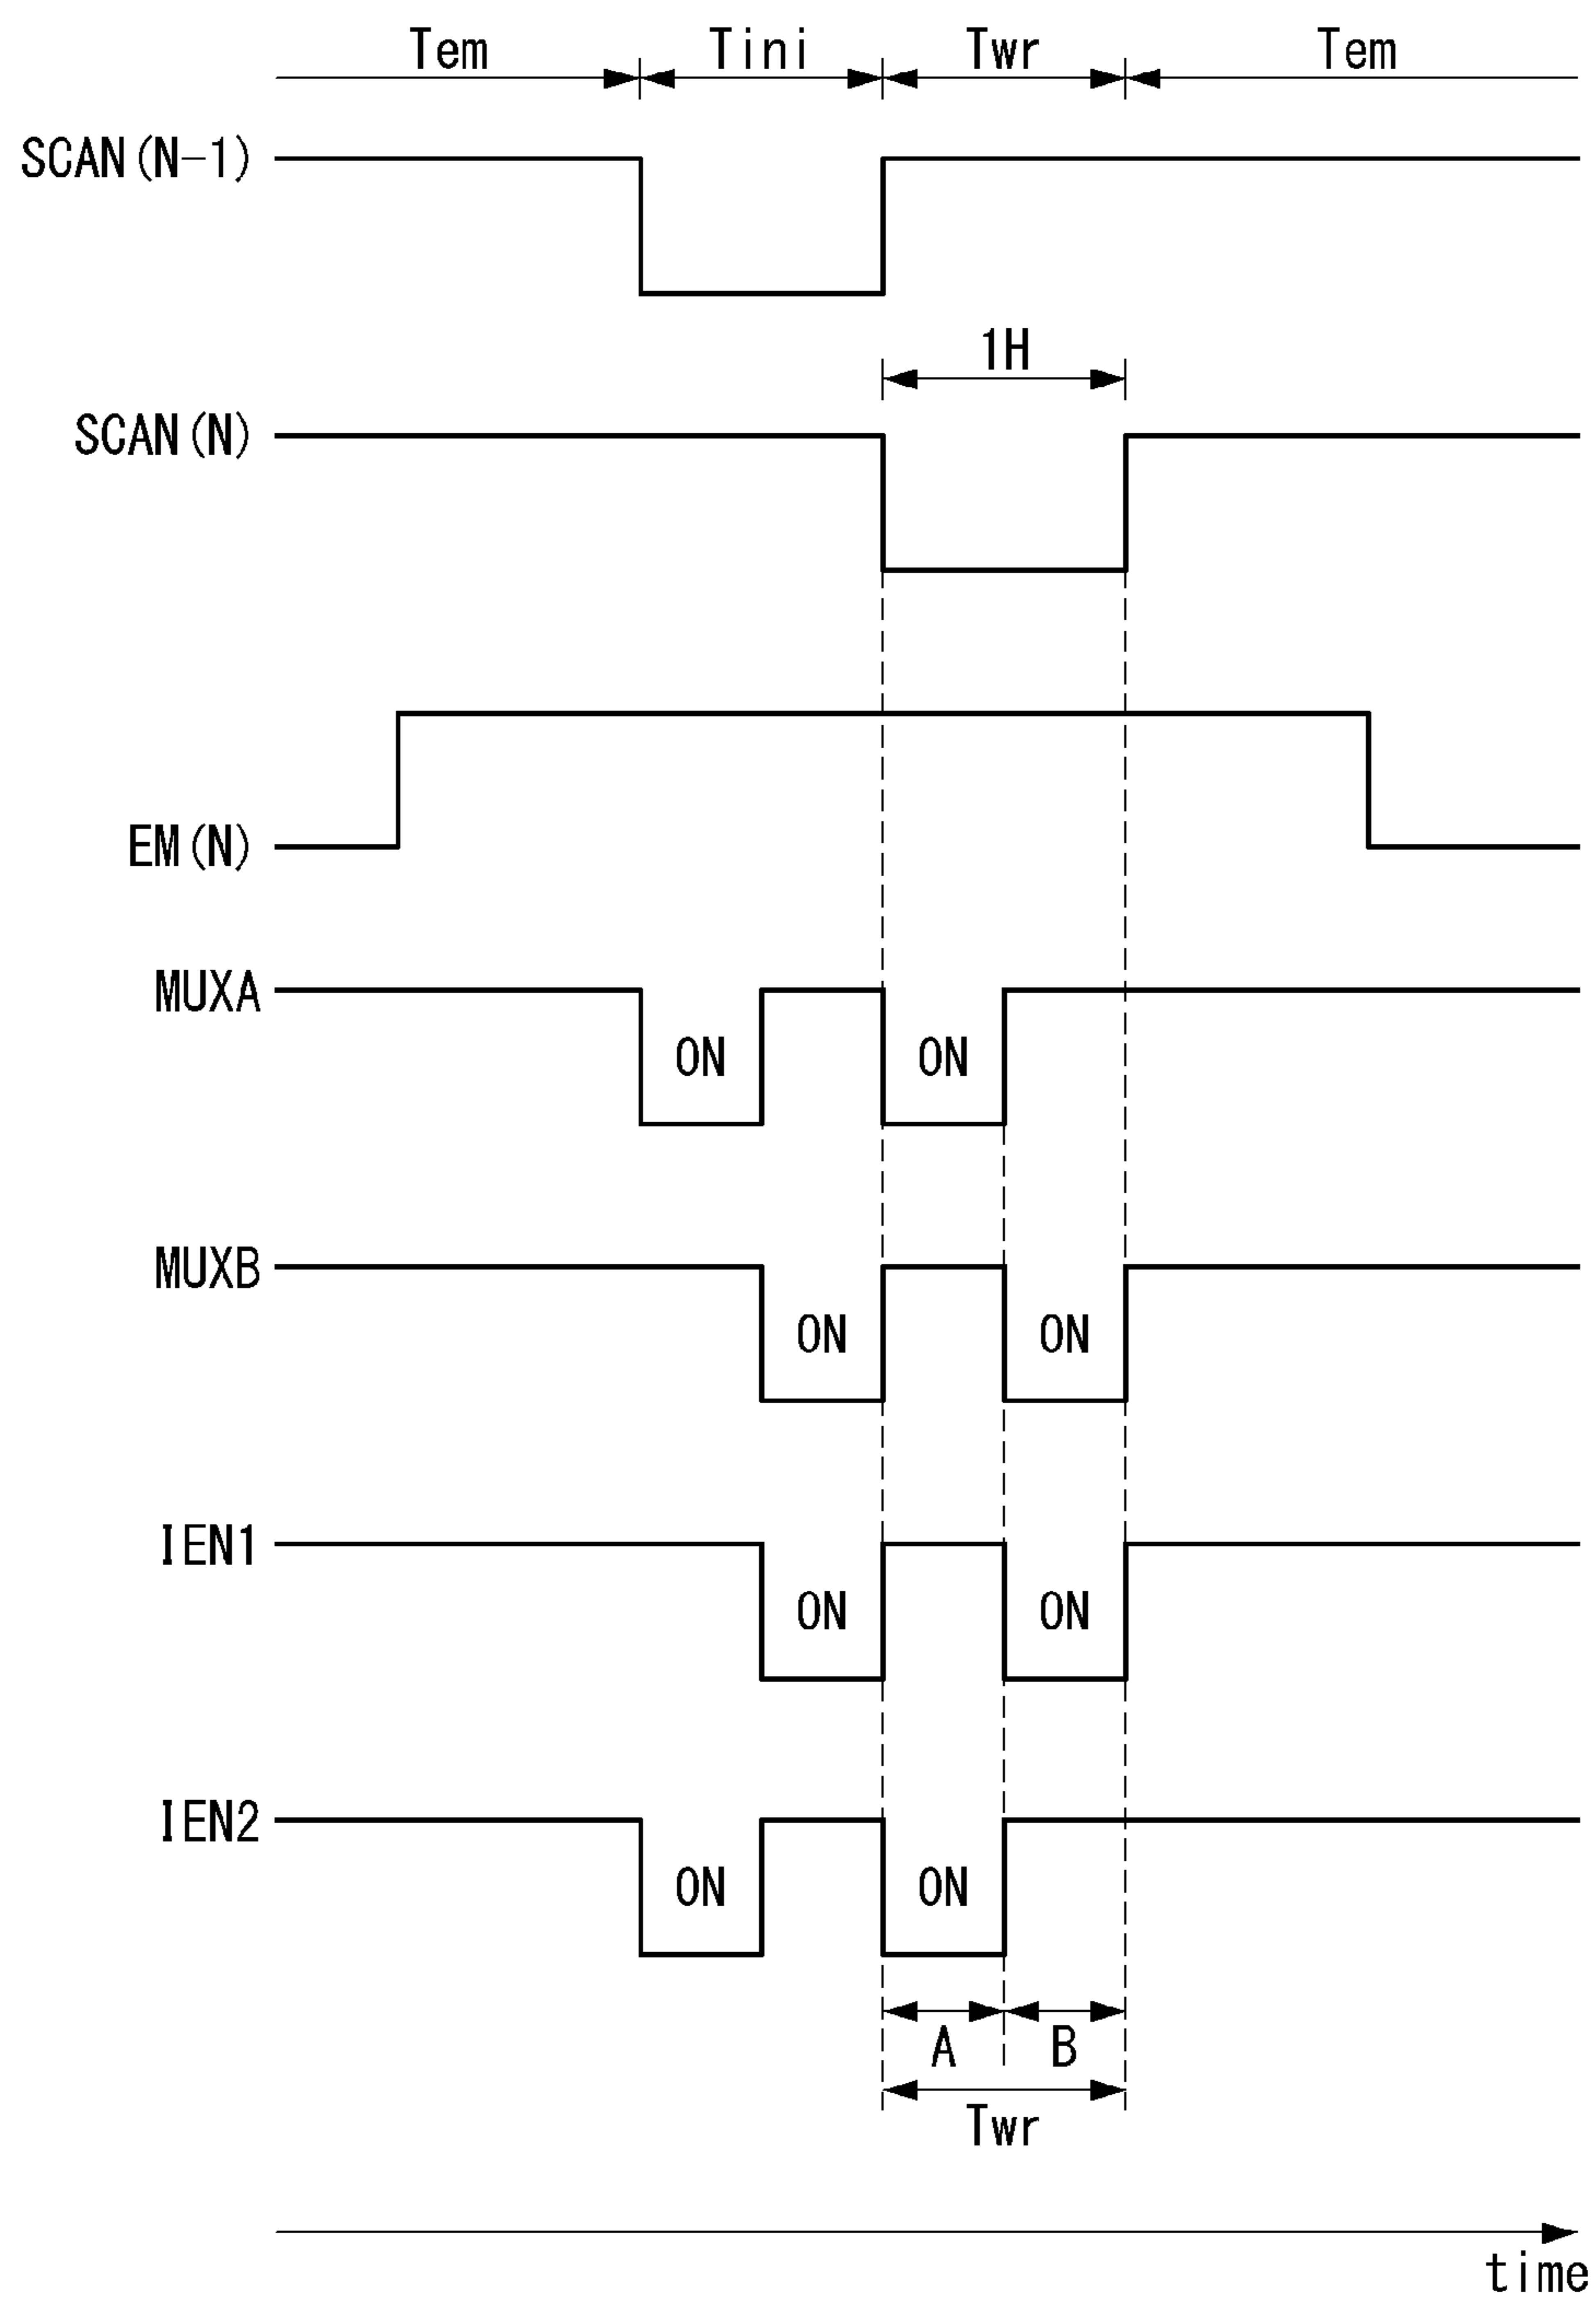 Tem Tini Twr Tem
SCAN(N-1)
1H
SCAN(N)
EM(N)
MUXA
ON ON
MUXB
ON ON
IEN1
ON ON
IEN2
ON ON
A B
Twr
time